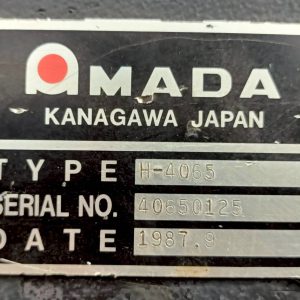 AMADA
KANAGAWA JAPAN
TYPE H-4065
SERIAL NO. 40650125
DATE 1987.9